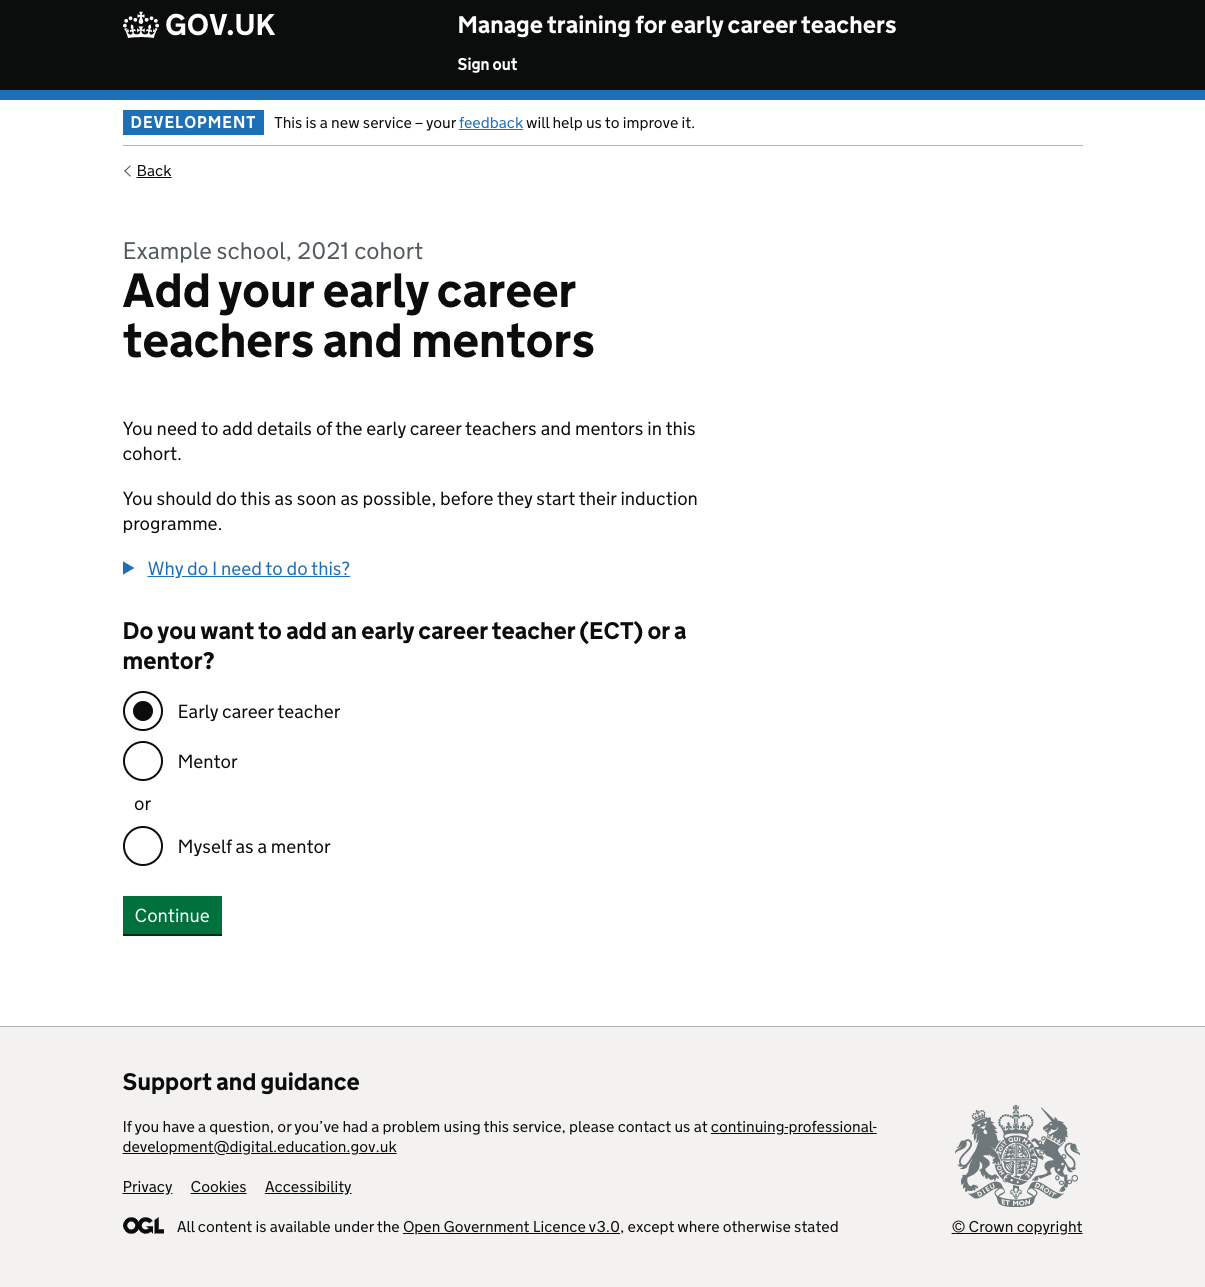 GOV.UK
Manage training for early career teachers
Sign out
DEVELOPMENT
This is a new service – your feedback will help us to improve it.
Back
Example school, 2021 cohort
Add your early career
teachers and mentors
You need to add details of the early career teachers and mentors in this
cohort.
You should do this as soon as possible, before they start their induction
programme.
Why do I need to do this?
Do you want to add an early career teacher (ECT) or a
mentor?
Early career teacher
Mentor
or
Myself as a mentor
Continue
Support and guidance
If you have a question, or you’ve had a problem using this service, please contact us at continuing-professional-
development@digital.education.gov.uk
Privacy Cookies Accessibility
OGL All content is available under the Open Government Licence v3.0, except where otherwise stated
DIEU ET MON DROIT
© Crown copyright